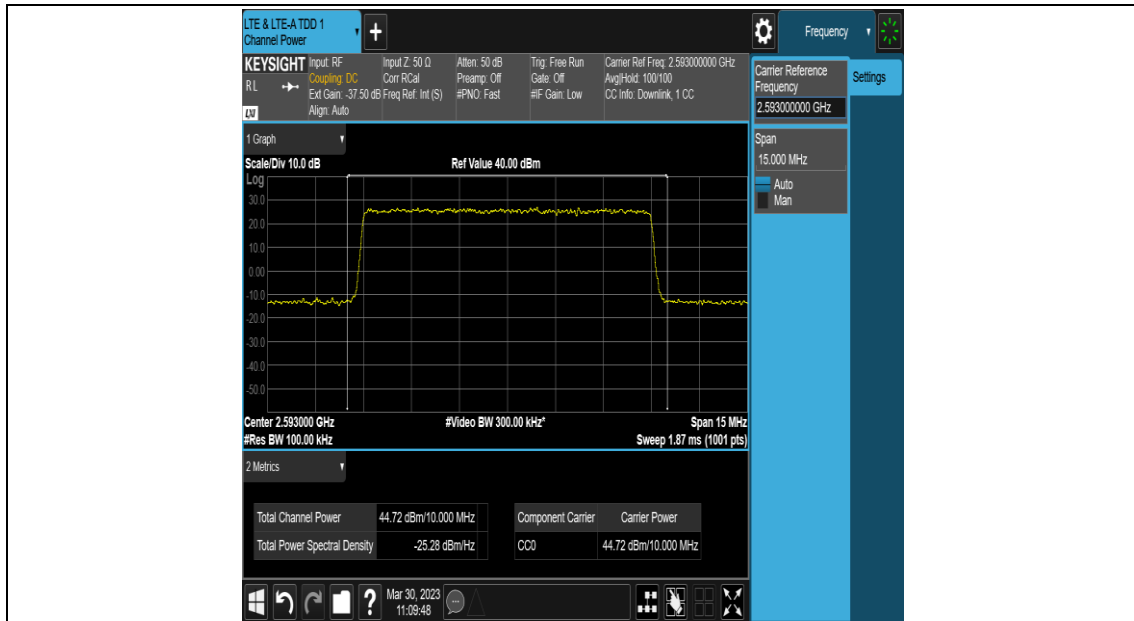 LTE & LTE-A TDD 1
Channel Power
+
Frequency
KEYSIGHT
RL
LXI
Input: RF
Coupling: DC
Ext Gain: -37.50 dB
Align: Auto
Input Z: 50 Ω
Corr RCal
Freq Ref: Int (S)
Atten: 50 dB
Preamp: Off
#PNO: Fast
Trig: Free Run
Gate: Off
#IF Gain: Low
Carrier Ref Freq: 2.593000000 GHz
Avg|Hold: 100/100
CC Info: Downlink, 1 CC
Carrier Reference
Frequency
2.593000000 GHz
Settings
Span
15.000 MHz
Auto
Man
1 Graph
Scale/Div 10.0 dB
Ref Value 40.00 dBm
Log
30.0
20.0
10.0
0.00
-10.0
-20.0
-30.0
-40.0
-50.0
Center 2.593000 GHz
#Video BW 300.00 kHz*
Span 15 MHz
#Res BW 100.00 kHz
Sweep 1.87 ms (1001 pts)
2 Metrics
Total Channel Power 44.72 dBm/10.000 MHz
Total Power Spectral Density -25.28 dBm/Hz
Component Carrier Carrier Power
CC0 44.72 dBm/10.000 MHz
?
Mar 30, 2023
11:09:48